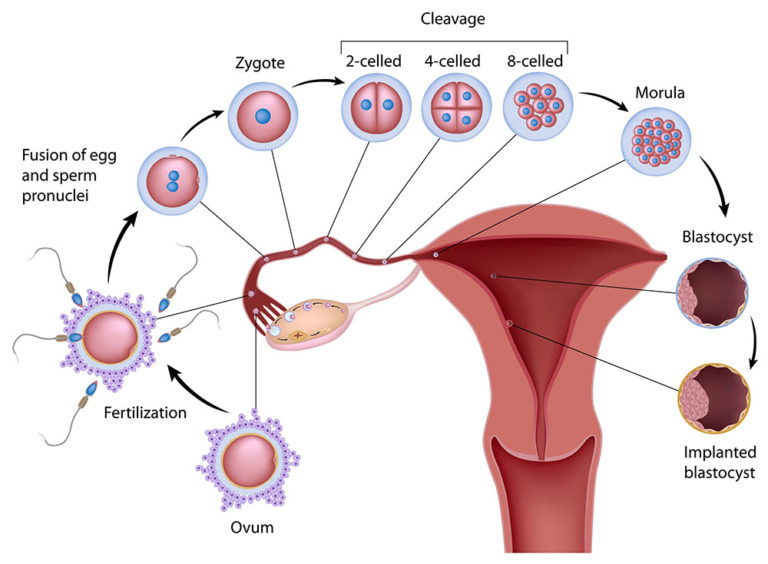 Cleavage
2-celled
4-celled
8-celled
Zygote
Morula
Fusion of egg
and sperm
pronuclei
Blastocyst
Fertilization
Implanted
blastocyst
Ovum